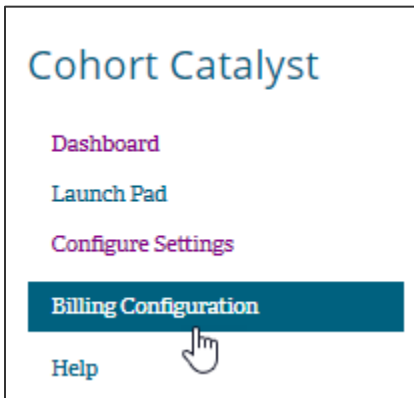 Cohort Catalyst
Dashboard
Launch Pad
Configure Settings
Billing Configuration
Help